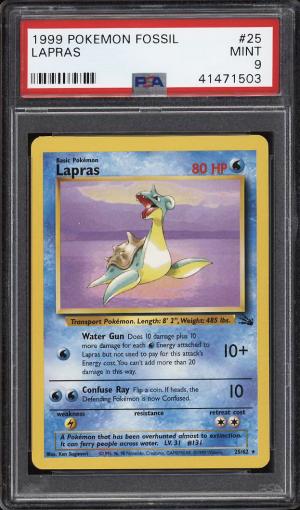 1999 POKEMON FOSSIL #25
LAPRAS MINT
9
PSA 41471503
Basic Pokémon
Lapras 80 HP
Transport Pokémon. Length: 8' 2", Weight: 485 lbs.
Water Gun Does 10 damage plus 10
more damage for each Energy attached to
Lapras but not used to pay for this attack's
Energy cost. You can't add more than
20 damage in this way.
10+
Confuse Ray Flip a coin. If heads, the
Defending Pokémon is now Confused.
10
weakness resistance retreat cost
A Pokémon that has been overhunted almost to extinction.
It can ferry people across water. LV. 31 #131
Illus. Ken Sugimori 25/62